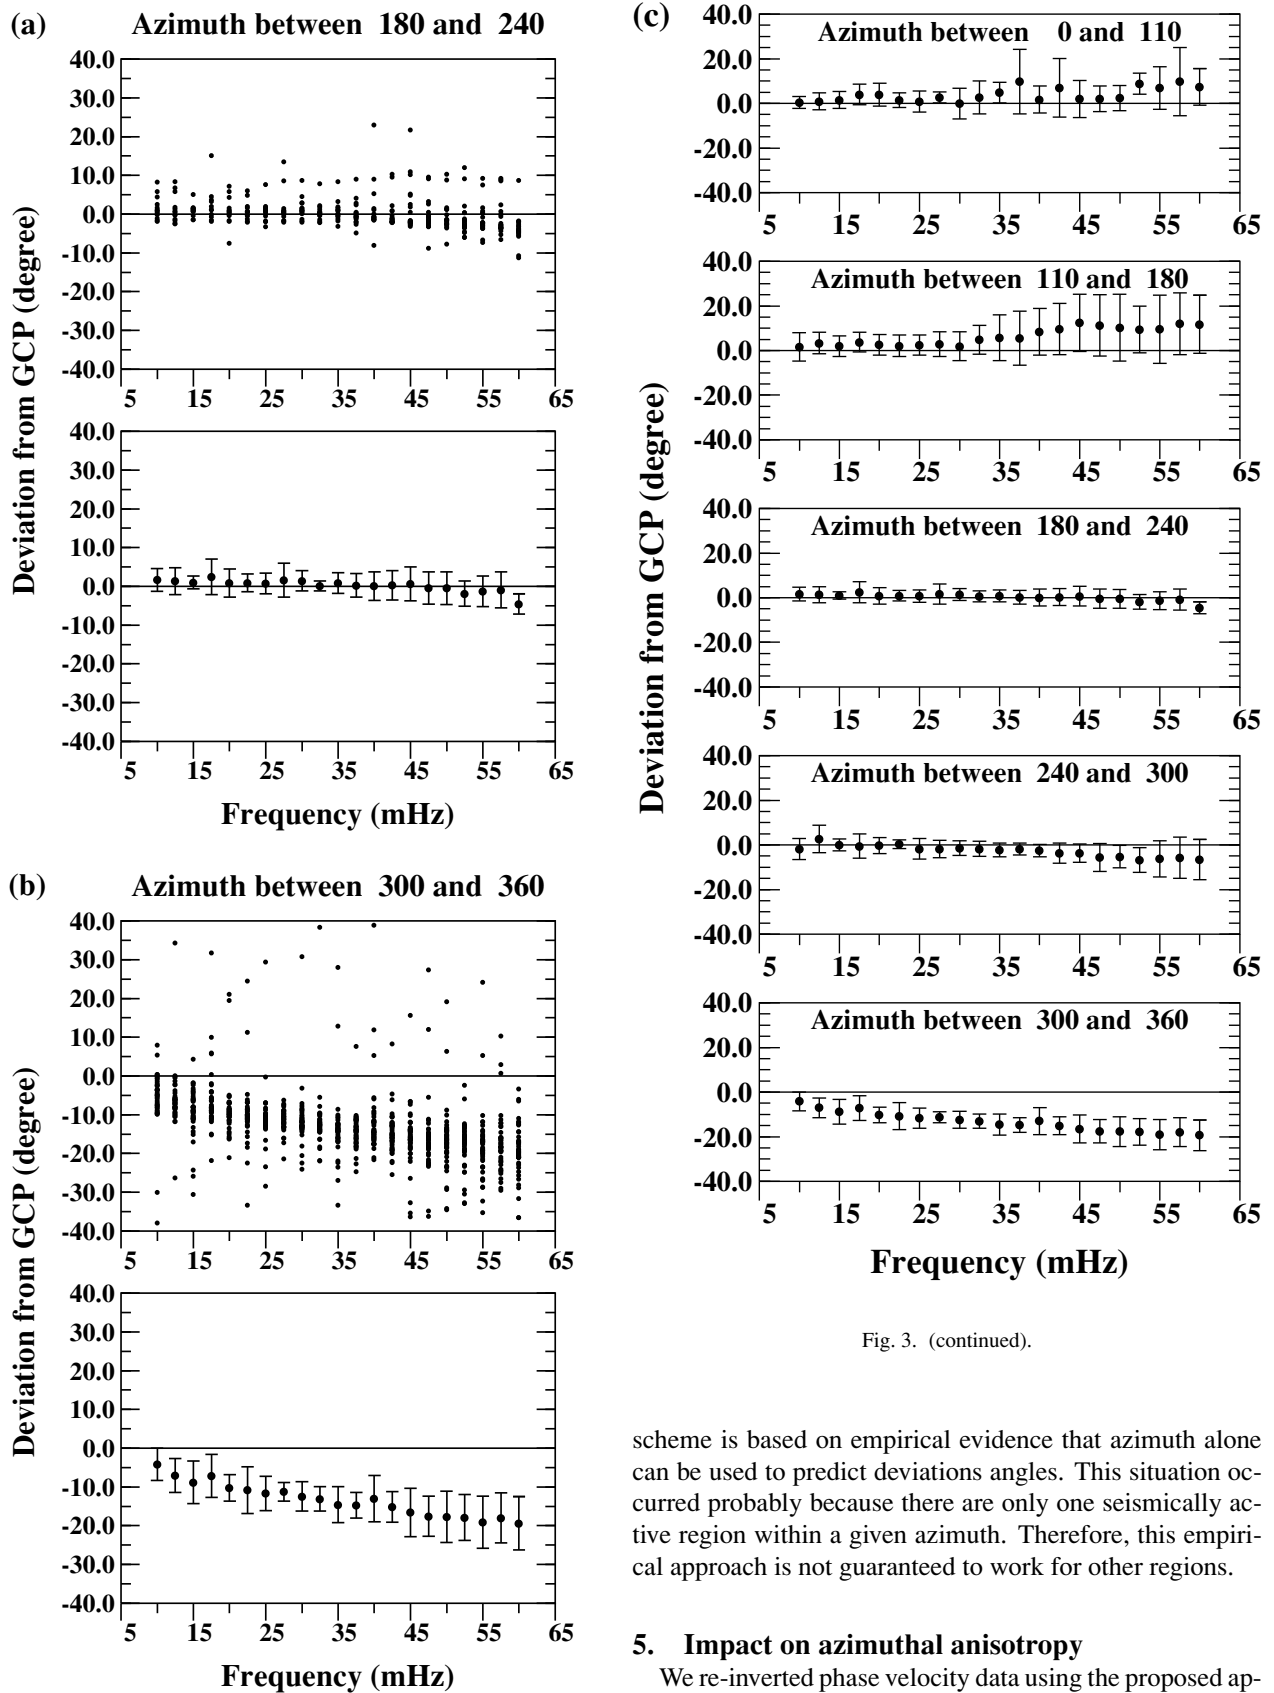 (a)
Azimuth between 180 and 240
Deviation from GCP (degree)
40.0
30.0
20.0
10.0
0.0
-10.0
-20.0
-30.0
-40.0
5 15 25 35 45 55 65
40.0
30.0
20.0
10.0
0.0
-10.0
-20.0
-30.0
-40.0
5 15 25 35 45 55 65
Frequency (mHz)
(b)
Azimuth between 300 and 360
Deviation from GCP (degree)
40.0
30.0
20.0
10.0
0.0
-10.0
-20.0
-30.0
-40.0
5 15 25 35 45 55 65
40.0
30.0
20.0
10.0
0.0
-10.0
-20.0
-30.0
-40.0
5 15 25 35 45 55 65
Frequency (mHz)
(c)
Deviation from GCP (degree)
Azimuth between 0 and 110
40.0
20.0
0.0
-20.0
-40.0
5 15 25 35 45 55 65
Azimuth between 110 and 180
40.0
20.0
0.0
-20.0
-40.0
5 15 25 35 45 55 65
Azimuth between 180 and 240
40.0
20.0
0.0
-20.0
-40.0
5 15 25 35 45 55 65
Azimuth between 240 and 300
40.0
20.0
0.0
-20.0
-40.0
5 15 25 35 45 55 65
Azimuth between 300 and 360
40.0
20.0
0.0
-20.0
-40.0
5 15 25 35 45 55 65
Frequency (mHz)
Fig. 3. (continued).
scheme is based on empirical evidence that azimuth alone
can be used to predict deviations angles. This situation oc-
curred probably because there are only one seismically ac-
tive region within a given azimuth. Therefore, this empiri-
cal approach is not guaranteed to work for other regions.
5. Impact on azimuthal anisotropy
We re-inverted phase velocity data using the proposed ap-